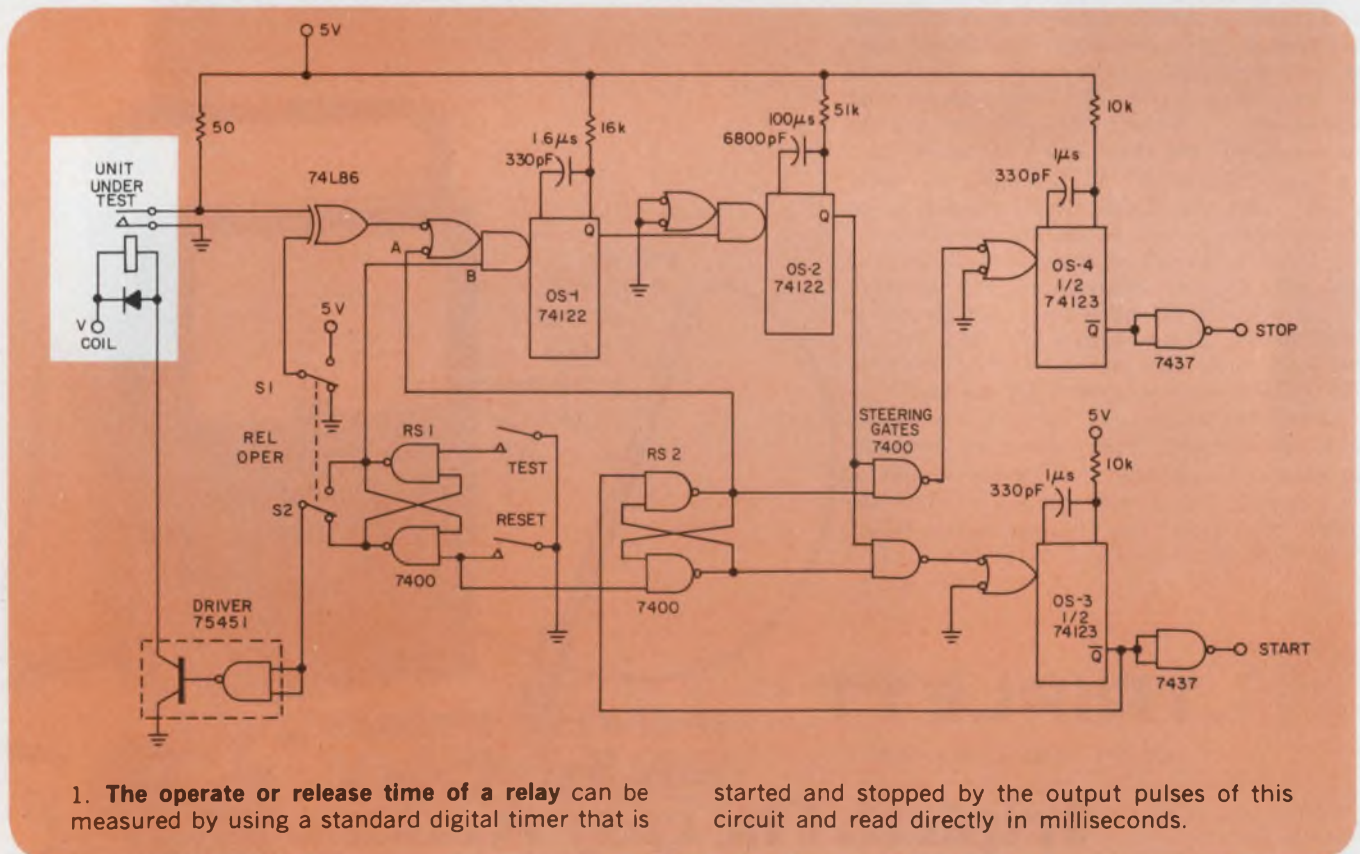 5V
50
16k
1.6µs
330pF
51k
100µs
6800pF
10k
1µs
330pF
UNIT
UNDER
TEST
74L86
A
B
Q
OS-1
74122
Q
OS-2
74122
OS-4
1/2
74123
Q
STOP
7437
V
COIL
5V
S1
REL
OPER
S2
RS 1
TEST
RESET
7400
RS 2
7400
STEERING
GATES
7400
5V
10k
1µs
330pF
OS-3
1/2
74123
Q
START
7437
DRIVER
75451
1. The operate or release time of a relay can be
measured by using a standard digital timer that is
started and stopped by the output pulses of this
circuit and read directly in milliseconds.